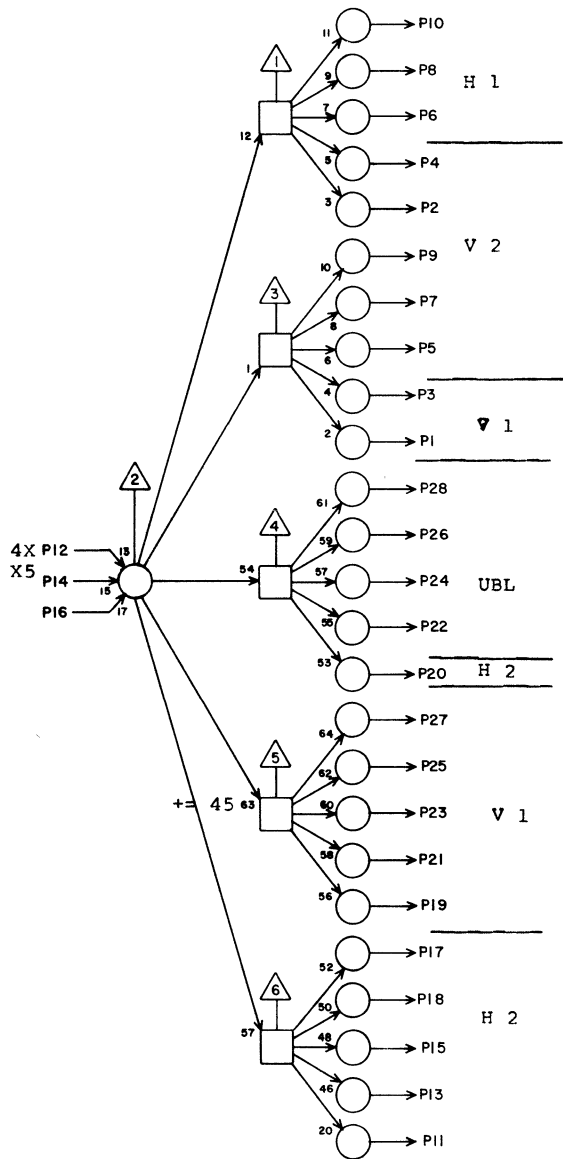 11 P10
1
9 P8
H 1
7 P6
12
5 P4
3 P2
V 2
10 P9
3
8 P7
6 P5
1
4 P3
V 1
2 P1
2
61 P28
4
59 P26
4X P12 13
54 57 P24 UBL
X5 P14 15
P16 17
55 P22
53 P20 H 2
64 P27
5
62 P25
+= 45 63 60 P23 V 1
58 P21
56 P19
52 P17
6
50 P18
H 2
57 48 P15
46 P13
20 P11